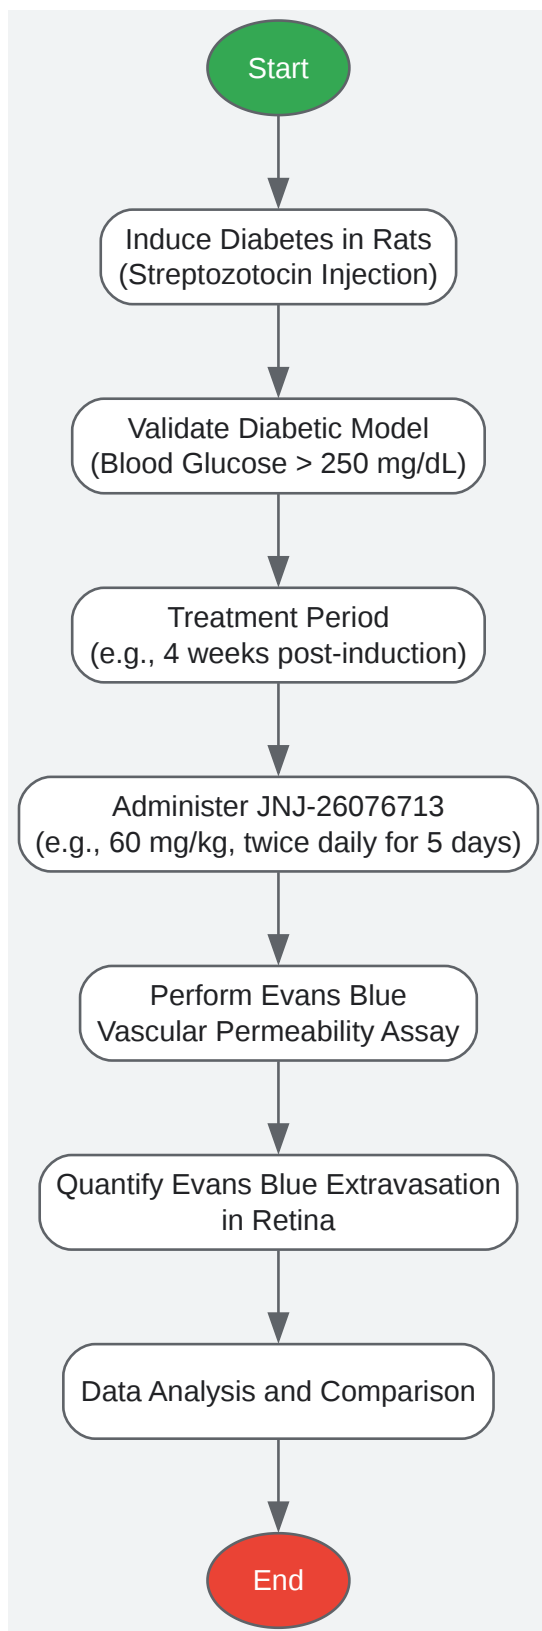 Start
Induce Diabetes in Rats
(Streptozotocin Injection)
Validate Diabetic Model
(Blood Glucose > 250 mg/dL)
Treatment Period
(e.g., 4 weeks post-induction)
Administer JNJ-26076713
(e.g., 60 mg/kg, twice daily for 5 days)
Perform Evans Blue
Vascular Permeability Assay
Quantify Evans Blue Extravasation
in Retina
Data Analysis and Comparison
End